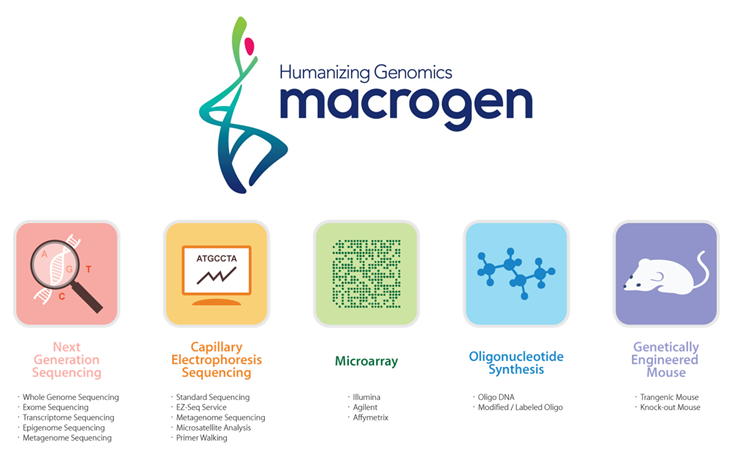 Humanizing Genomics
macrogen
A
G
T
C
ATGCCTA
Next
Generation
Sequencing
· Whole Genome Sequencing
· Exome Sequencing
· Transcriptome Sequencing
· Epigenome Sequencing
· Metagenome Sequencing
Capillary
Electrophoresis
Sequencing
· Standard Sequencing
· EZ-Seq Service
· Metagenome Sequencing
· Microsatellite Analysis
· Primer Walking
Microarray
· Illumina
· Agilent
· Affymetrix
Oligonucleotide
Synthesis
· Oligo DNA
· Modified / Labeled Oligo
Genetically
Engineered
Mouse
· Trangenic Mouse
· Knock-out Mouse